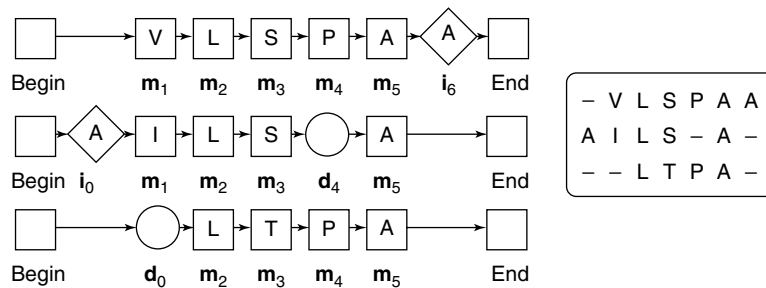 V L S P A A
Begin m₁ m₂ m₃ m₄ m₅ i₆ End
A I L S A
Begin i₀ m₁ m₂ m₃ d₄ m₅ End
L T P A
Begin d₀ m₂ m₃ m₄ m₅ End
– V L S P A A
A I L S – A –
– – L T P A –